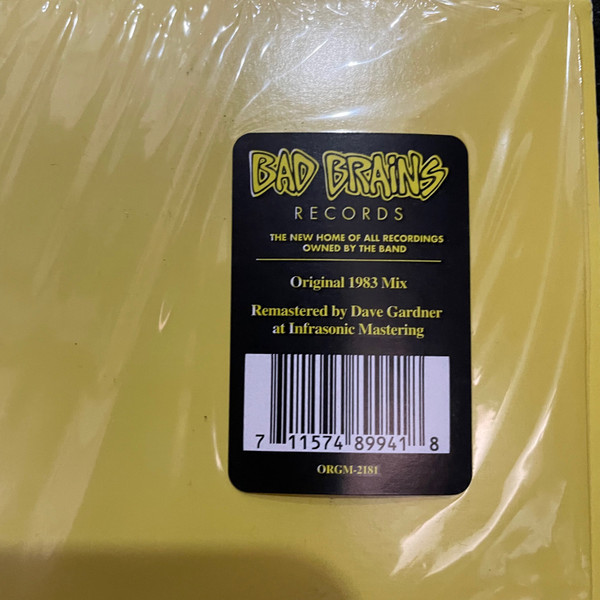 BAD BRAiNS
RECORDS
THE NEW HOME OF ALL RECORDINGS
OWNED BY THE BAND
Original 1983 Mix
Remastered by Dave Gardner
at Infrasonic Mastering
7 11574 89941 8
ORGM-2181